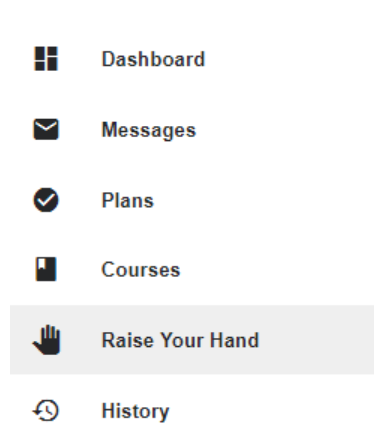 Dashboard
Messages
Plans
Courses
Raise Your Hand
History